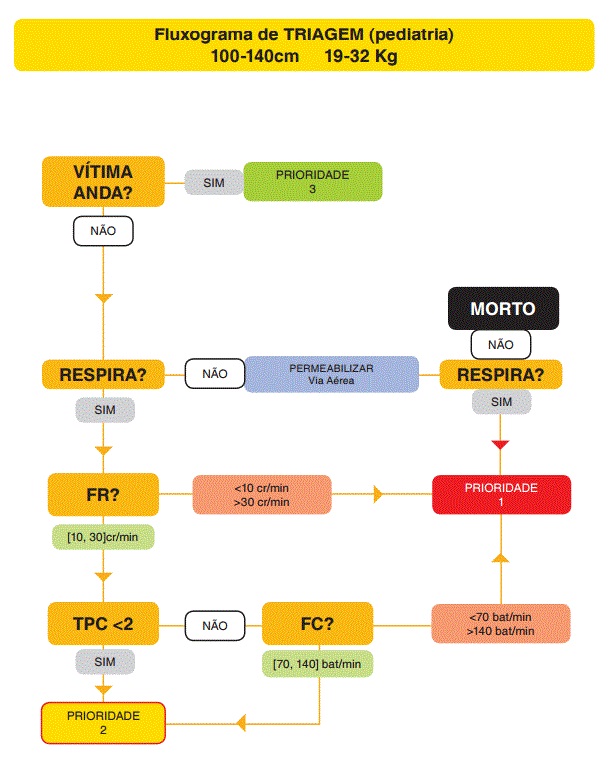 Fluxograma de TRIAGEM (pediatria)
100-140cm 19-32 Kg
VÍTIMA
ANDA?
SIM
PRIORIDADE
3
NÃO
MORTO
NÃO
RESPIRA?
NÃO
PERMEABILIZAR
Via Aérea
RESPIRA?
SIM
SIM
FR?
<10 cr/min
>30 cr/min
PRIORIDADE
1
[10, 30]cr/min
TPC <2
NÃO
FC?
<70 bat/min
>140 bat/min
SIM
[70, 140] bat/min
PRIORIDADE
2